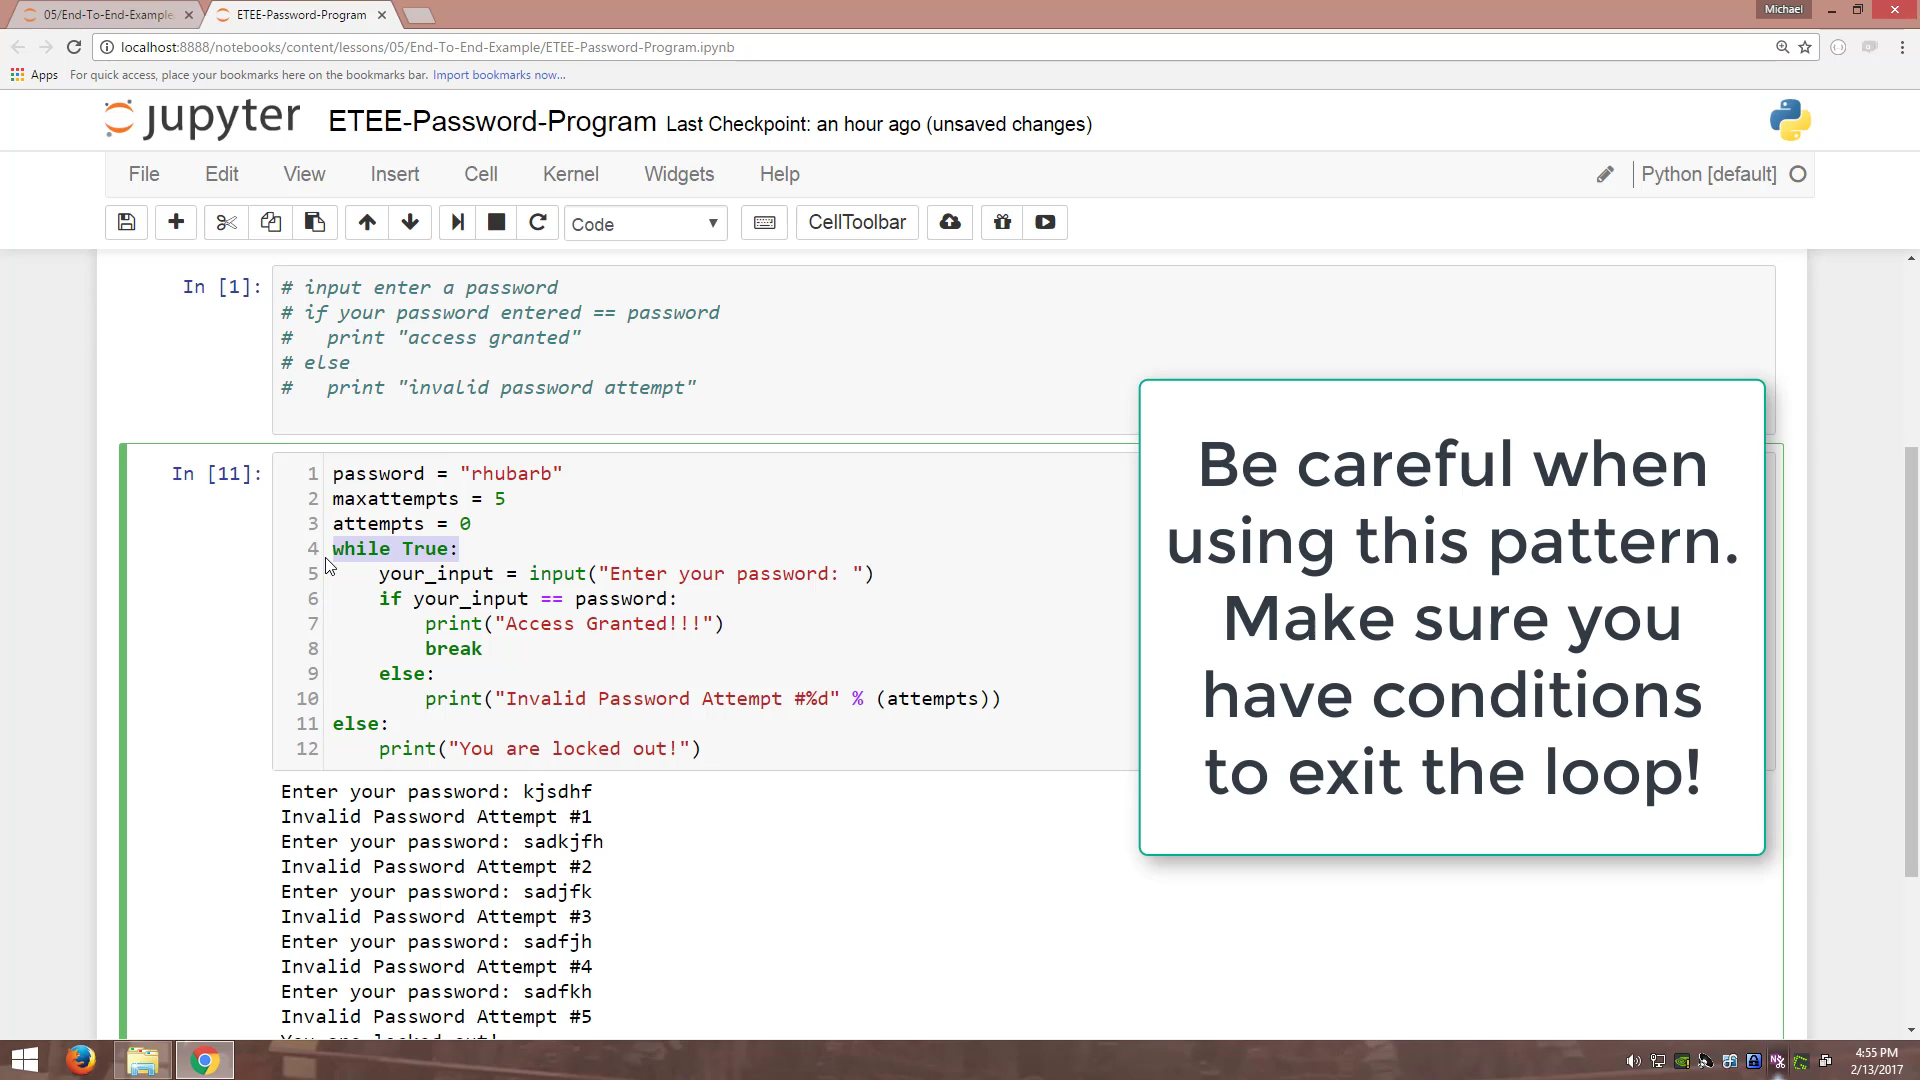 05/End-To-End-Example
ETEE-Password-Program
Michael
localhost:8888/notebooks/content/lessons/05/End-To-End-Example/ETEE-Password-Program.ipynb
Apps For quick access, place your bookmarks here on the bookmarks bar. Import bookmarks now...
jupyter ETEE-Password-Program Last Checkpoint: an hour ago (unsaved changes)
File Edit View Insert Cell Kernel Widgets Help Python [default]
Code CellToolbar
In [1]:
# input enter a password
# if your password entered == password
#   print "access granted"
# else
#   print "invalid password attempt"
In [11]:
1 password = "rhubarb"
2 maxattempts = 5
3 attempts = 0
4 while True:
5     your_input = input("Enter your password: ")
6     if your_input == password:
7         print("Access Granted!!!")
8         break
9     else:
10         print("Invalid Password Attempt #%d" % (attempts))
11 else:
12     print("You are locked out!")
Be careful when
using this pattern.
Make sure you
have conditions
to exit the loop!
Enter your password: kjsdhf
Invalid Password Attempt #1
Enter your password: sadkjfh
Invalid Password Attempt #2
Enter your password: sadjfk
Invalid Password Attempt #3
Enter your password: sadfjh
Invalid Password Attempt #4
Enter your password: sadfkh
Invalid Password Attempt #5
You are locked out!
4:55 PM
2/13/2017